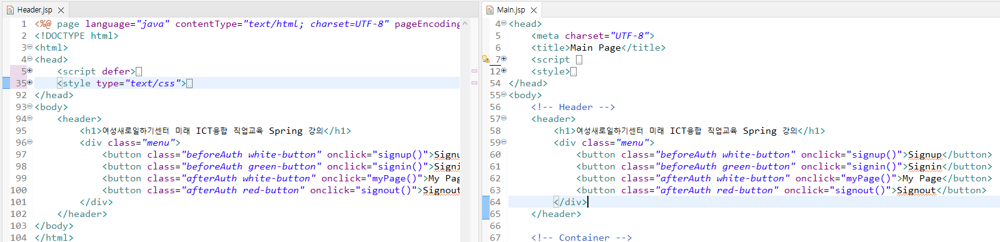 Header.jsp
1 <%@ page language="java" contentType="text/html; charset=UTF-8" pageEncoding
2 <!DOCTYPE html>
3 <html>
4 <head>
5 <script defer>
35 <style type="text/css">
92 </head>
93 <body>
94 <header>
95 <h1>여성새로일하기센터 미래 ICT융합 직업교육 Spring 강의</h1>
96 <div class="menu">
97 <button class="beforeAuth white-button" onclick="signup()">Signu
98 <button class="beforeAuth green-button" onclick="signin()">Signi
99 <button class="afterAuth white-button" onclick="myPage()">My Pag
100 <button class="afterAuth red-button" onclick="signout()">Signout
101 </div>
102 </header>
103 </body>
104 </html>
Main.jsp
4 <head>
5 <meta charset="UTF-8">
6 <title>Main Page</title>
7 <script
12 <style>
54 </head>
55 <body>
56 <!-- Header -->
57 <header>
58 <h1>여성새로일하기센터 미래 ICT융합 직업교육 Spring 강의</h1>
59 <div class="menu">
60 <button class="beforeAuth white-button" onclick="signup()">Signup</button>
61 <button class="beforeAuth green-button" onclick="signin()">Signin</button>
62 <button class="afterAuth white-button" onclick="myPage()">My Page</button>
63 <button class="afterAuth red-button" onclick="signout()">Signout</button>
64 </div>
65 </header>
66
67 <!-- Container -->